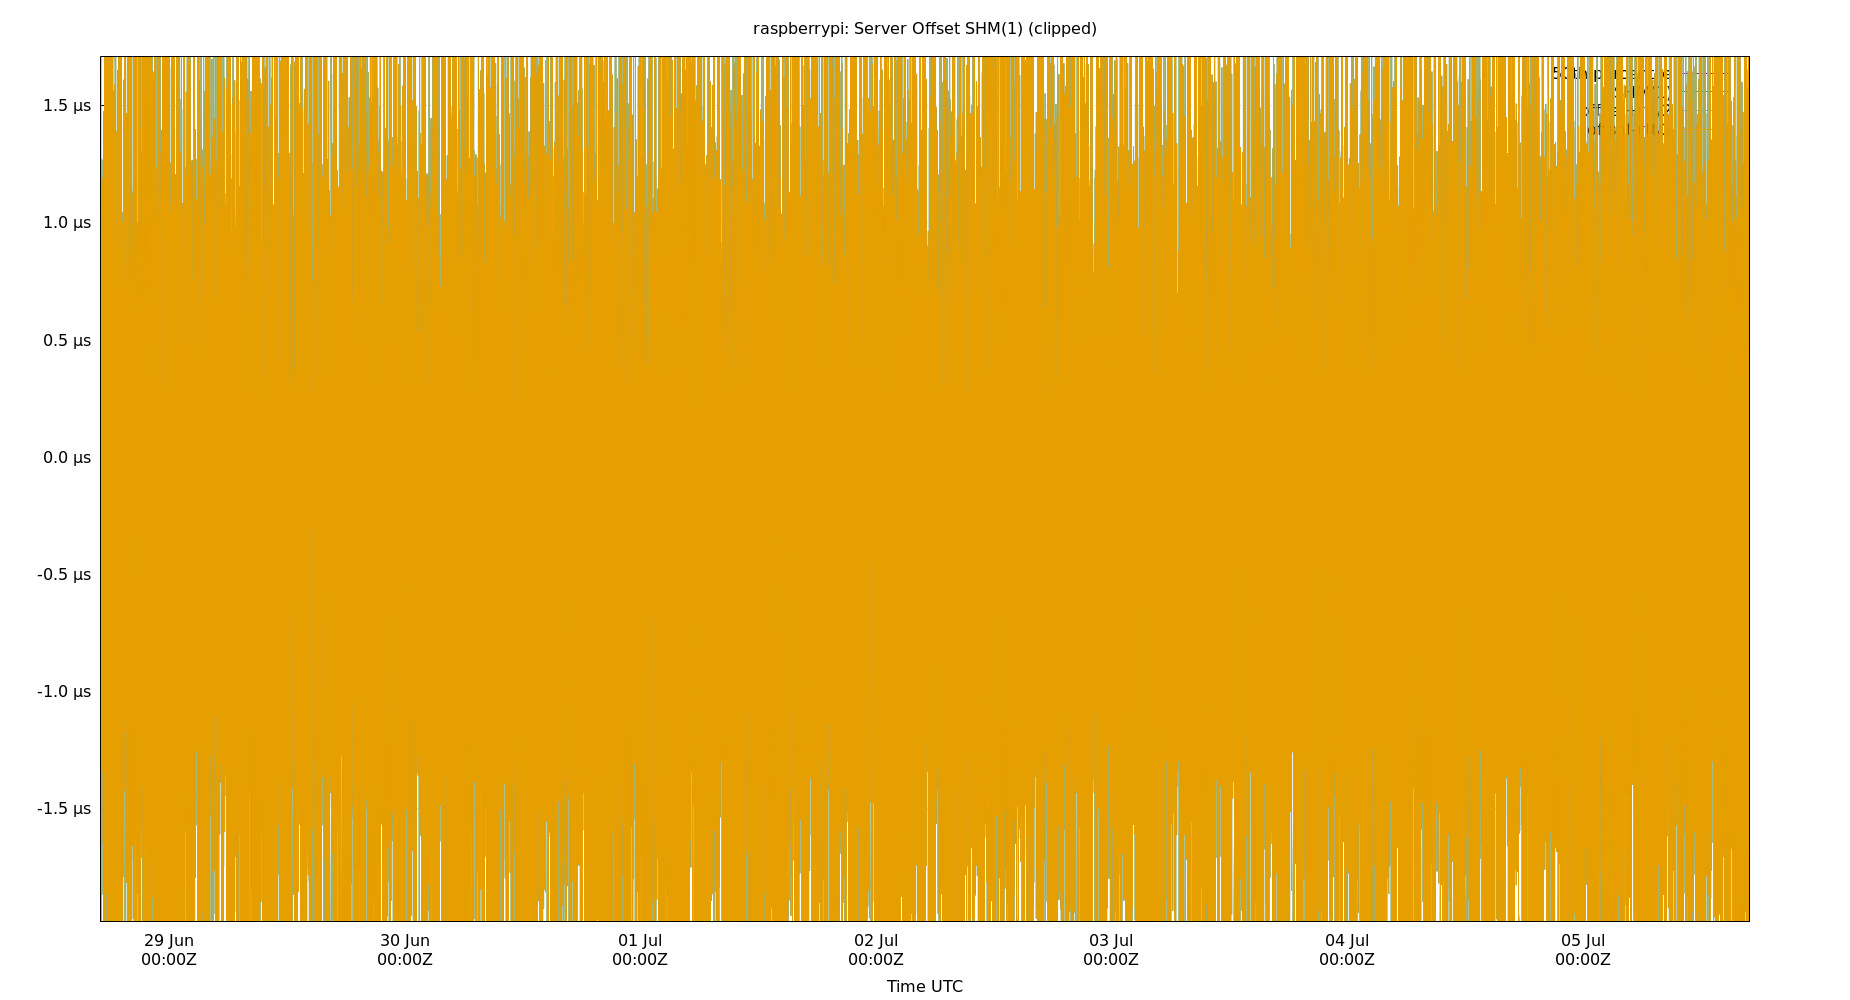 raspberrypi: Server Offset SHM(1) (clipped)
1.5 µs
1.0 µs
0.5 µs
0.0 µs
-0.5 µs
-1.0 µs
-1.5 µs
29 Jun 30 Jun 01 Jul 02 Jul 03 Jul 04 Jul 05 Jul
00:00Z 00:00Z 00:00Z 00:00Z 00:00Z 00:00Z 00:00Z
Time UTC